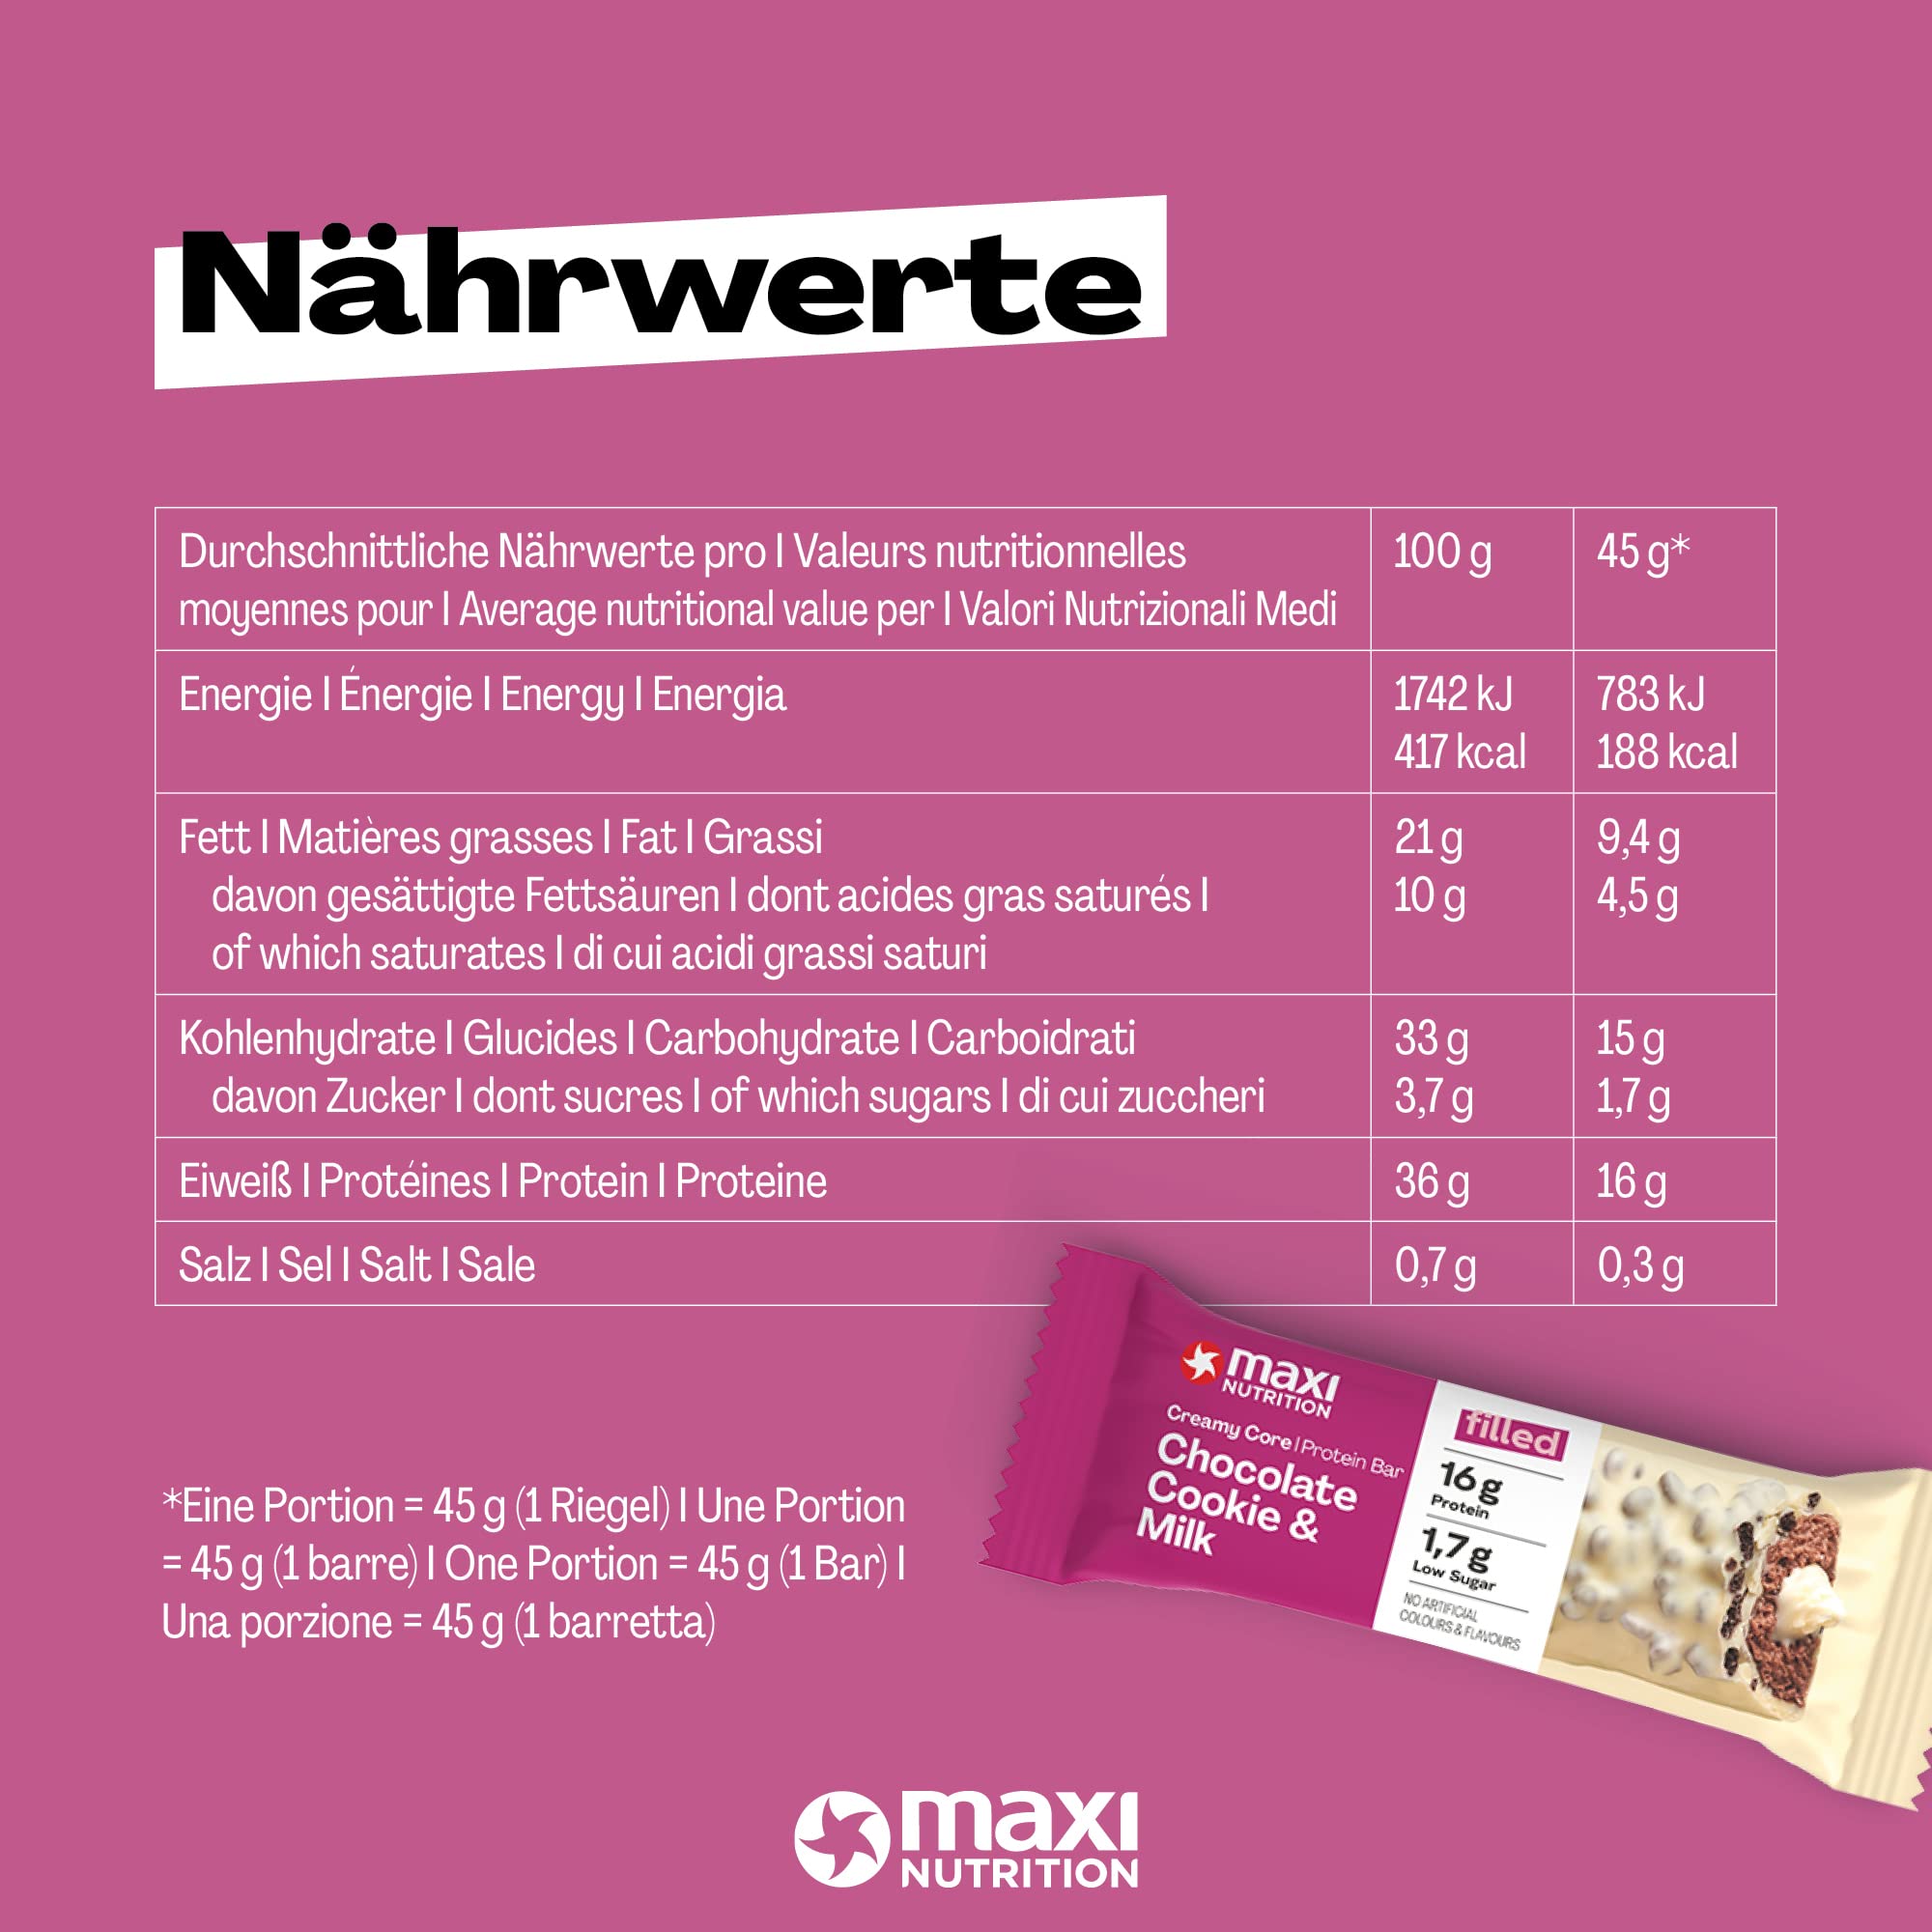 Nährwerte
Durchschnittliche Nährwerte pro I Valeurs nutritionnelles moyennes pour I Average nutritional value per I Valori Nutrizionali Medi 100 g 45 g*
Energie I Énergie I Energy I Energia 1742 kJ 783 kJ
417 kcal 188 kcal
Fett I Matières grasses I Fat I Grassi 21 g 9,4 g
davon gesättigte Fettsäuren I dont acides gras saturés I 10 g 4,5 g
of which saturates I di cui acidi grassi saturi
Kohlenhydrate I Glucides I Carbohydrate I Carboidrati 33 g 15 g
davon Zucker I dont sucres I of which sugars I di cui zuccheri 3,7 g 1,7 g
Eiweiß I Protéines I Protein I Proteine 36 g 16 g
Salz I Sel I Salt I Sale 0,7 g 0,3 g
maxi
NUTRITION
Creamy Core | Protein Bar
Chocolate
Cookie &
Milk
filled
16 g
Protein
1,7 g
Low Sugar
NO ARTIFICIAL
COLOURS & FLAVOURS
*Eine Portion = 45 g (1 Riegel) I Une Portion
= 45 g (1 barre) I One Portion = 45 g (1 Bar) I
Una porzione = 45 g (1 barretta)
maxi
NUTRITION